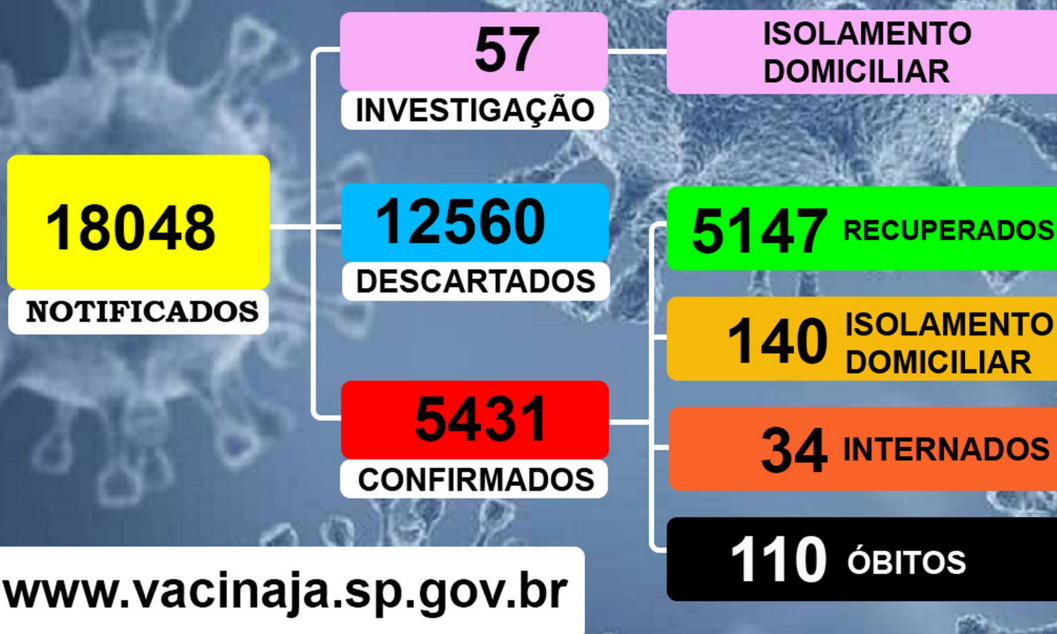 57
INVESTIGAÇÃO
ISOLAMENTO
DOMICILIAR
18048
NOTIFICADOS
12560
DESCARTADOS
5431
CONFIRMADOS
5147 RECUPERADOS
140 ISOLAMENTO
DOMICILIAR
34 INTERNADOS
110 ÓBITOS
www.vacinaja.sp.gov.br